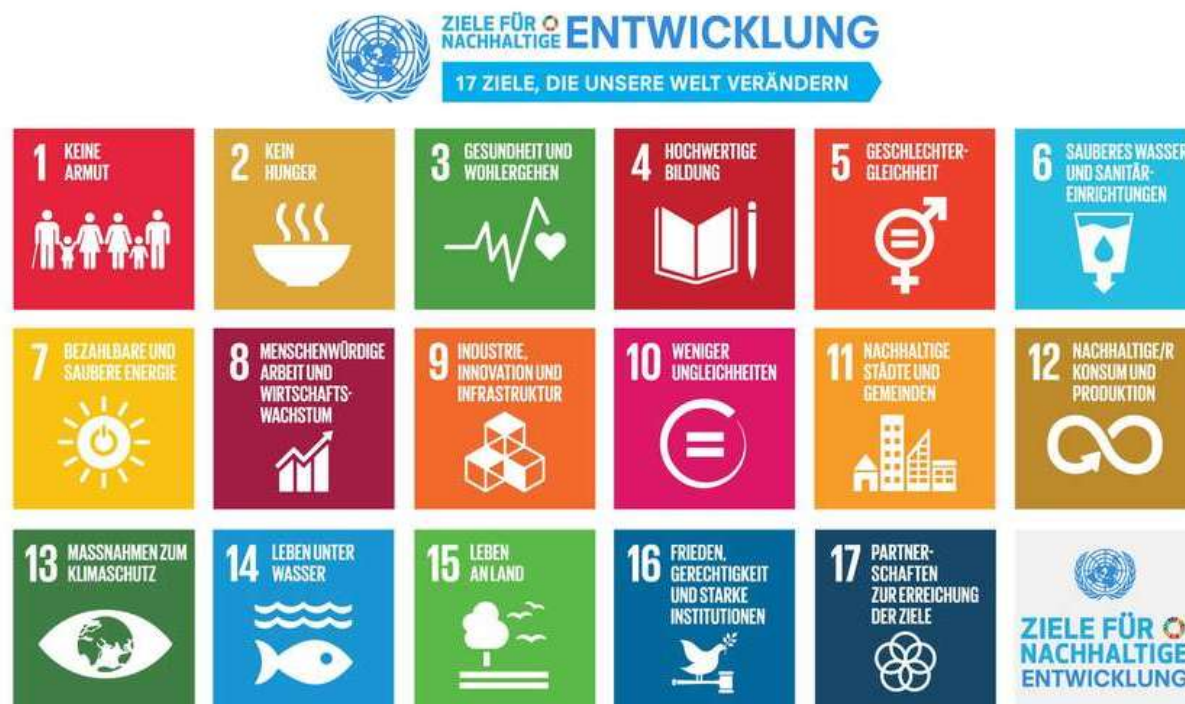 ZIELE FÜR
NACHHALTIGE
ENTWICKLUNG
17 ZIELE, DIE UNSERE WELT VERÄNDERN
1 KEINE
ARMUT
2 KEIN
HUNGER
3 GESUNDHEIT UND
WOHLERGEHEN
4 HOCHWERTIGE
BILDUNG
5 GESCHLECHTER-
GLEICHHEIT
6 SAUBERES WASSER
UND SANITÄR-
EINRICHTUNGEN
7 BEZAHLBARE UND
SAUBERE ENERGIE
8 MENSCHENWÜRDIGE
ARBEIT UND
WIRTSCHAFTS-
WACHSTUM
9 INDUSTRIE,
INNOVATION UND
INFRASTRUKTUR
10 WENIGER
UNGLEICHHEITEN
11 NACHHALTIGE
STÄDTE UND
GEMEINDEN
12 NACHHALTIGE/R
KONSUM UND
PRODUKTION
13 MASSNAHMEN ZUM
KLIMASCHUTZ
14 LEBEN UNTER
WASSER
15 LEBEN
AN LAND
16 FRIEDEN,
GERECHTIGKEIT
UND STARKE
INSTITUTIONEN
17 PARTNER-
SCHAFTEN
ZUR ERREICHUNG
DER ZIELE
ZIELE FÜR
NACHHALTIGE
ENTWICKLUNG